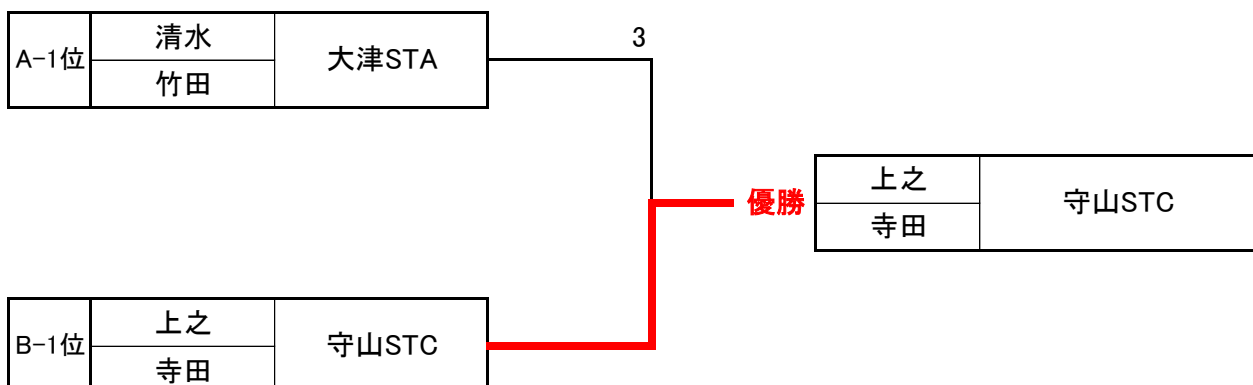 A-1位 清水 大津STA 3
竹田
優勝 上之 守山STC
寺田
B-1位 上之 守山STC
寺田